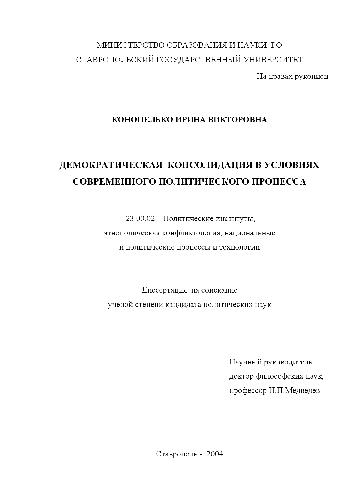 МИНИСТЕРСТВО ОБРАЗОВАНИЯ И НАУКИ РФ
СТАВРОПОЛЬСКИЙ ГОСУДАРСТВЕННЫЙ УНИВЕРСИТЕТ
На правах рукописи
КОНОПЕЛЬКО ИРИНА ВИКТОРОВНА
ДЕМОКРАТИЧЕСКАЯ КОНСОЛИДАЦИЯ В УСЛОВИЯХ
СОВРЕМЕННОГО ПОЛИТИЧЕСКОГО ПРОЦЕССА
23.00.02 – Политические институты,
этнополитическая конфликтология, национальные
и политические процессы и технологии
Диссертация на соискание
ученой степени кандидата политических наук
Научный руководитель
доктор философских наук,
профессор Н.П.Медведев
Ставрополь - 2004